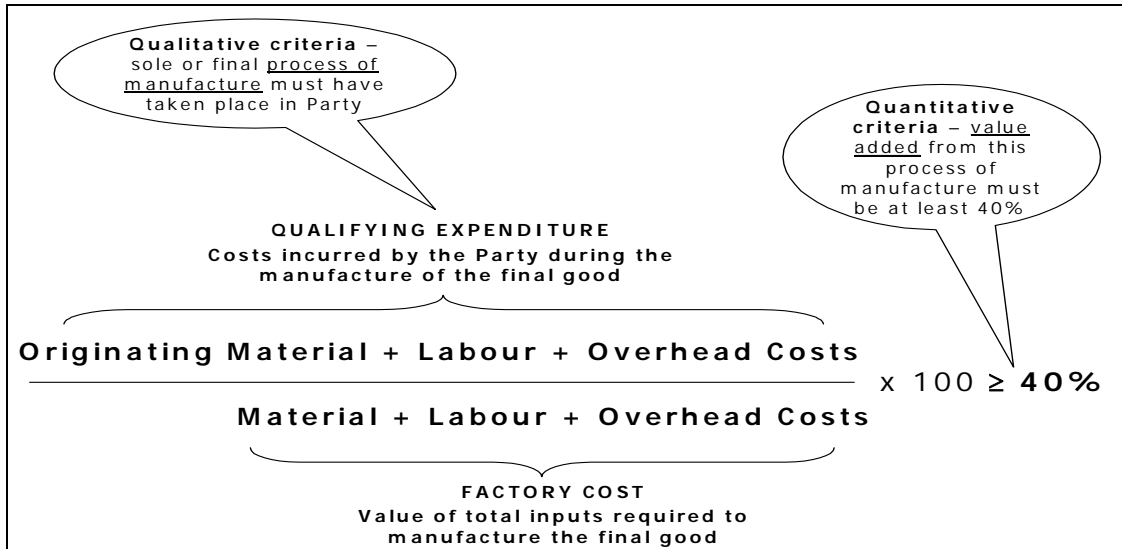 Qualitative criteria –
sole or final process of
manufacture must have
taken place in Party
Quantitative
criteria – value
added from this
process of
manufacture must
be at least 40%
QUALIFYING EXPENDITURE
Costs incurred by the Party during the
manufacture of the final good
Originating Material + Labour + Overhead Costs
x 100 ≥ 40%
Material + Labour + Overhead Costs
FACTORY COST
Value of total inputs required to
manufacture the final good